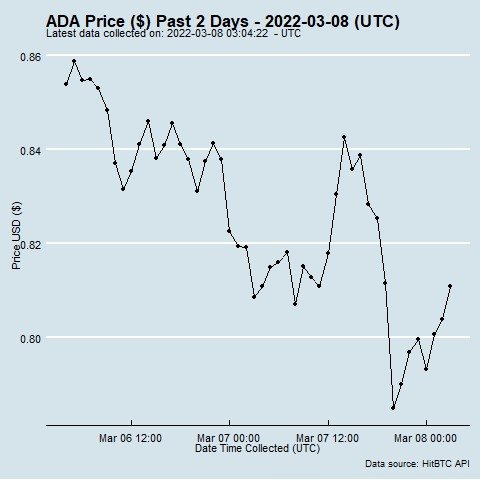 ADA Price ($) Past 2 Days - 2022-03-08 (UTC)
Latest data collected on: 2022-03-08 03:04:22  - UTC
Price USD ($)
0.86
0.84
0.82
0.80
Mar 06 12:00 Mar 07 00:00 Mar 07 12:00 Mar 08 00:00
Date Time Collected (UTC)
Data source: HitBTC API